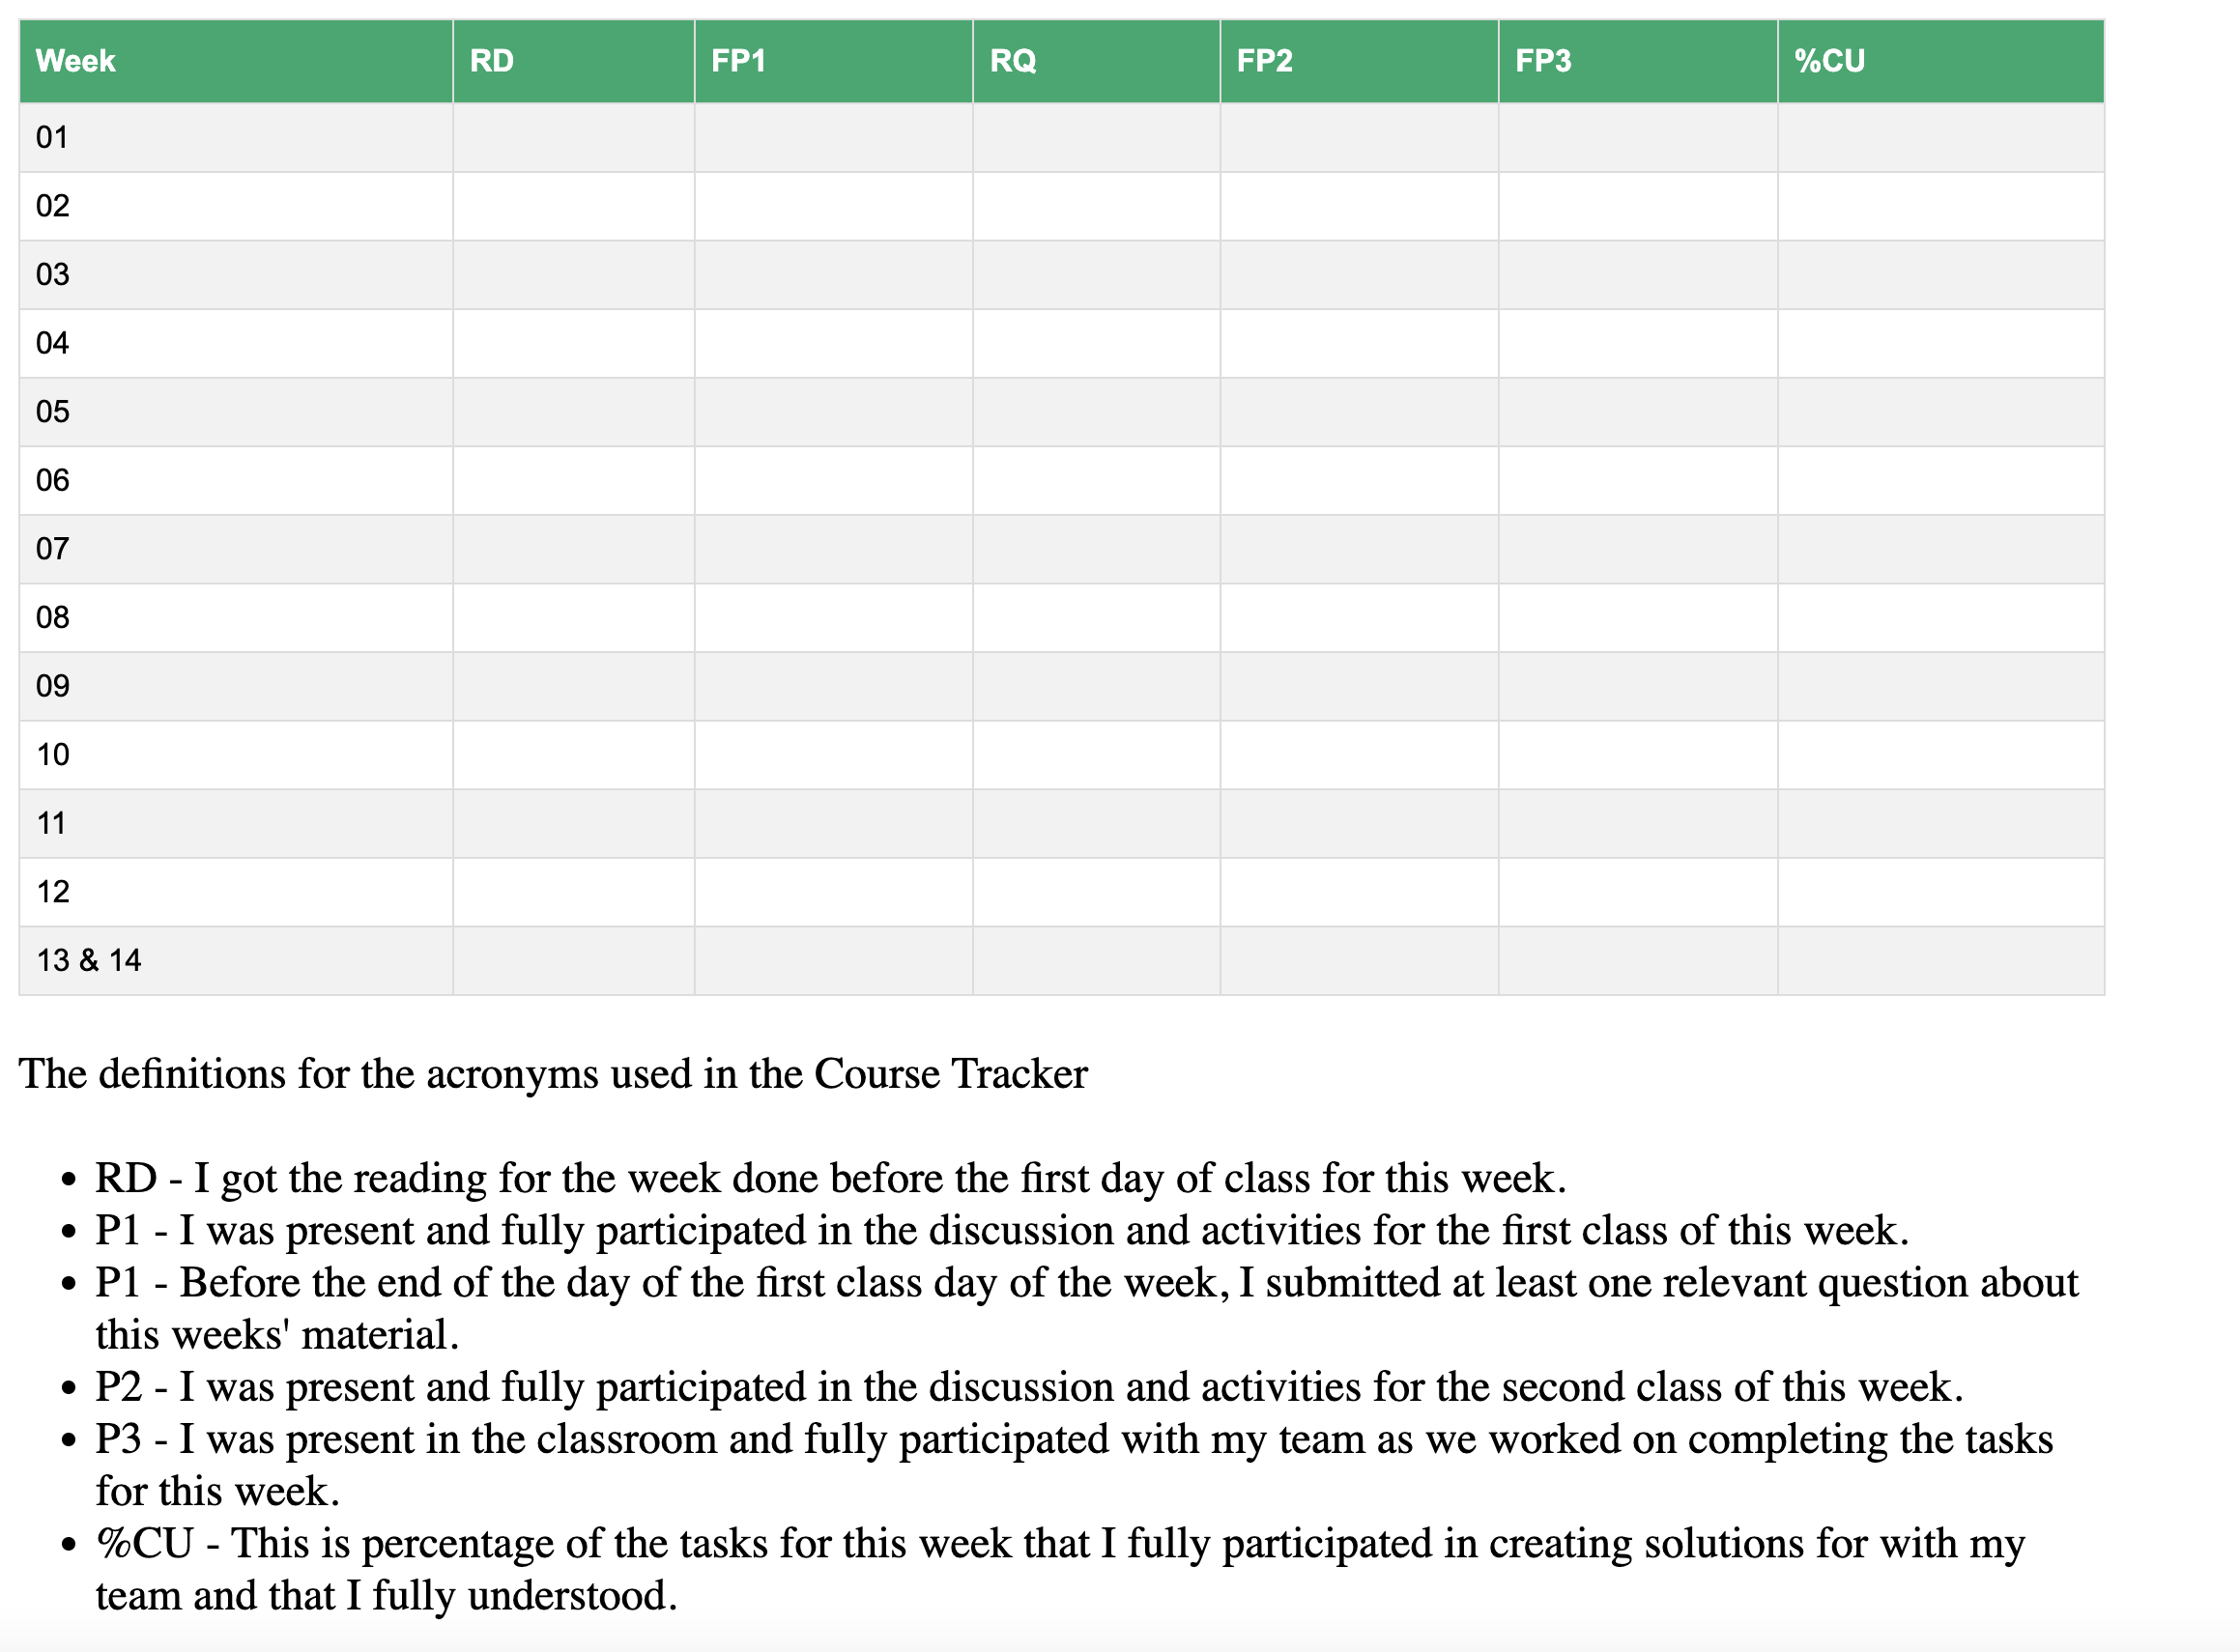 Week RD FP1 RQ FP2 FP3 %CU
01
02
03
04
05
06
07
08
09
10
11
12
13 & 14
The definitions for the acronyms used in the Course Tracker
• RD - I got the reading for the week done before the first day of class for this week.
• P1 - I was present and fully participated in the discussion and activities for the first class of this week.
• P1 - Before the end of the day of the first class day of the week, I submitted at least one relevant question about
this weeks' material.
• P2 - I was present and fully participated in the discussion and activities for the second class of this week.
• P3 - I was present in the classroom and fully participated with my team as we worked on completing the tasks
for this week.
• %CU - This is percentage of the tasks for this week that I fully participated in creating solutions for with my
team and that I fully understood.